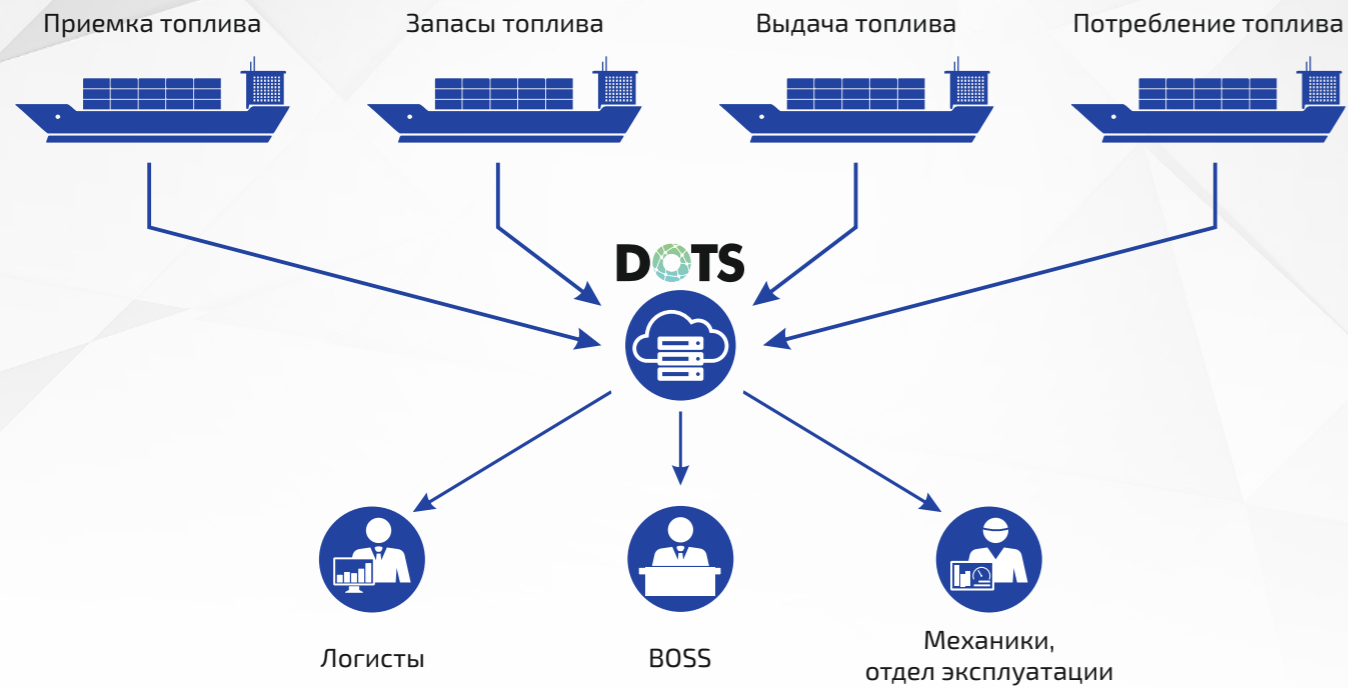 Приемка топлива
Запасы топлива
Выдача топлива
Потребление топлива
DOTS
Логисты
BOSS
Механики,
отдел эксплуатации